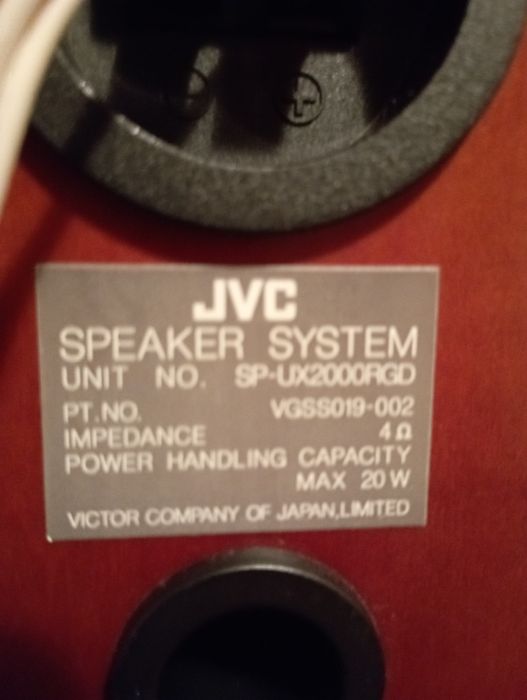 JVC
SPEAKER SYSTEM
UNIT NO. SP-UX2000RGD
PT.NO. VGSS019-002
IMPEDANCE 4Ω
POWER HANDLING CAPACITY
MAX 20 W
VICTOR COMPANY OF JAPAN,LIMITED